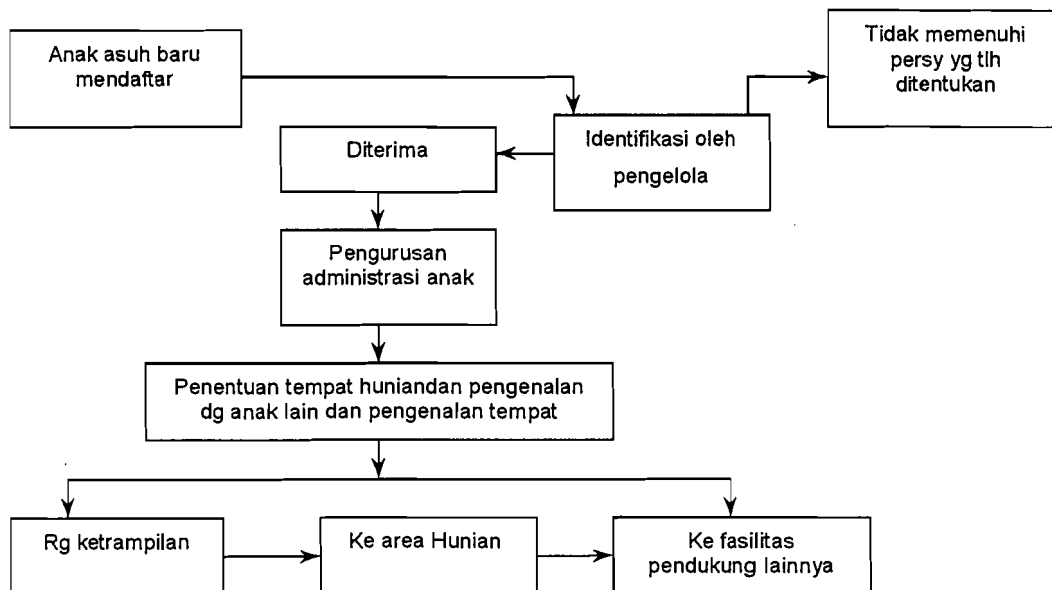 Anak asuh baru
mendaftar
Tidak memenuhi
persy yg tlh
ditentukan
Identifikasi oleh
pengelola
Diterima
Pengurusan
administrasi anak
Penentuan tempat huniandan pengenalan
dg anak lain dan pengenalan tempat
Rg ketrampilan
Ke area Hunian
Ke fasilitas
pendukung lainnya